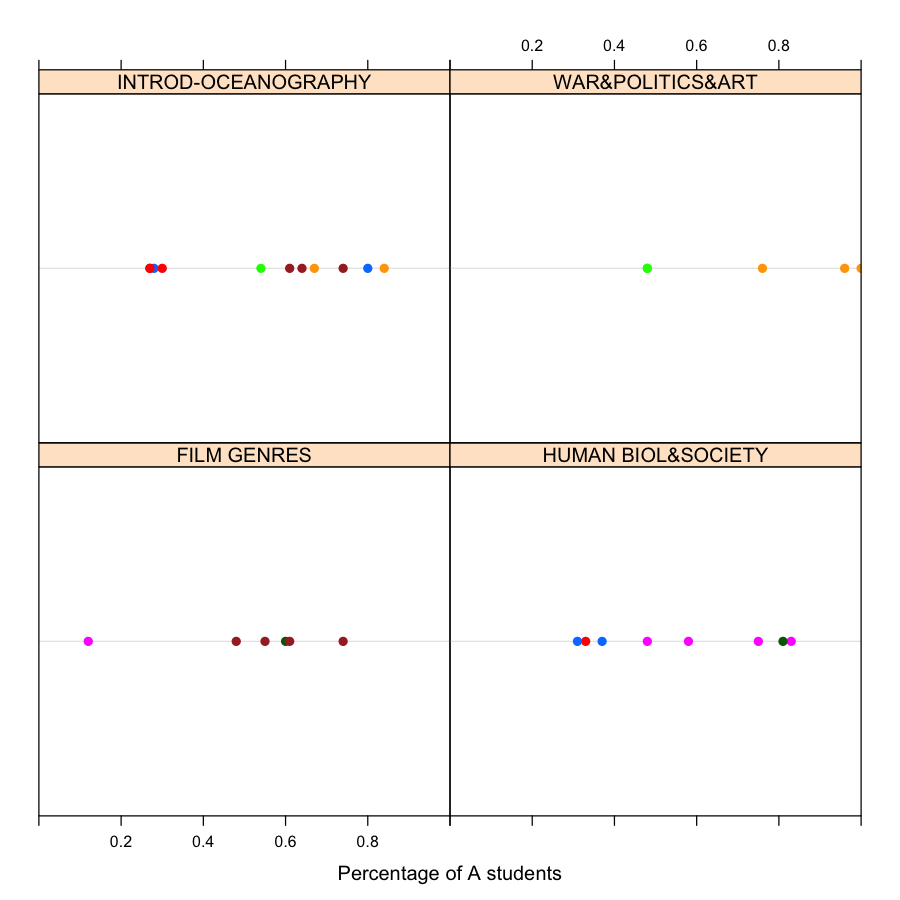 0.2 0.4 0.6 0.8
INTROD-OCEANOGRAPHY WAR&POLITICS&ART
FILM GENRES HUMAN BIOL&SOCIETY
0.2 0.4 0.6 0.8
Percentage of A students